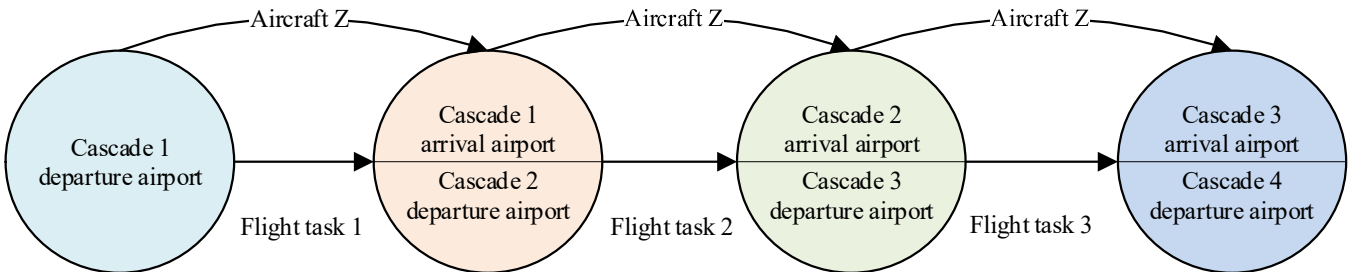 Aircraft Z
Aircraft Z
Aircraft Z
Cascade 1
departure airport
Cascade 1
arrival airport
Cascade 2
departure airport
Cascade 2
arrival airport
Cascade 3
departure airport
Cascade 3
arrival airport
Cascade 4
departure airport
Flight task 1
Flight task 2
Flight task 3